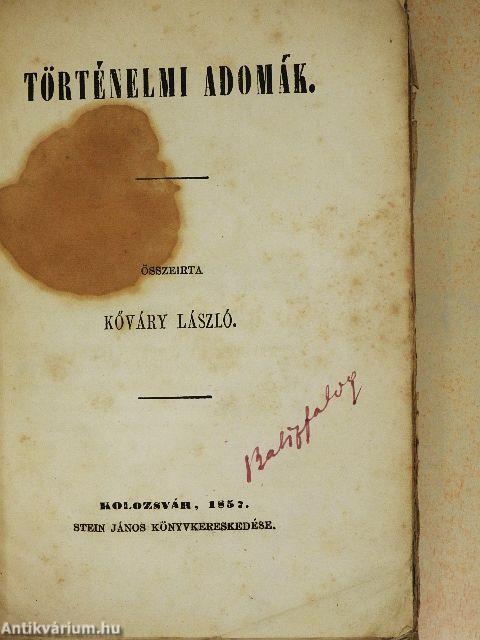 TÖRTÉNELMI ADOMÁK.
ÖSSZEIRTA
KŐVÁRY LÁSZLÓ.
KOLOZSVÁR, 1857.
STEIN JÁNOS KÖNYVKERESKEDÉSE.
Antikvárium.hu